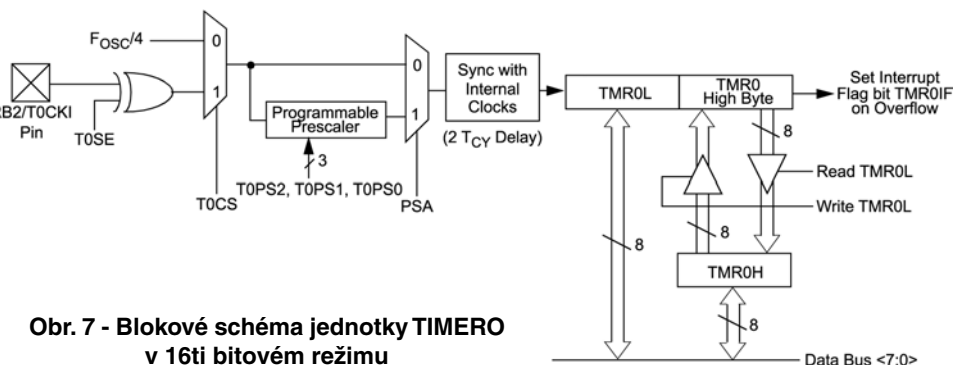 FOSC/4
0
1
RB2/T0CKI
Pin
T0SE
T0CS
Programmable
Prescaler
3
T0PS2, T0PS1, T0PS0
0
1
PSA
Sync with
Internal
Clocks
(2 TCY Delay)
TMR0L
TMR0
High Byte
Set Interrupt
Flag bit TMR0IF
on Overflow
8
Read TMR0L
Write TMR0L
8
8
TMR0H
8
Data Bus <7:0>
Obr. 7 - Blokové schéma jednotky TIMERO
v 16ti bitovém režimu